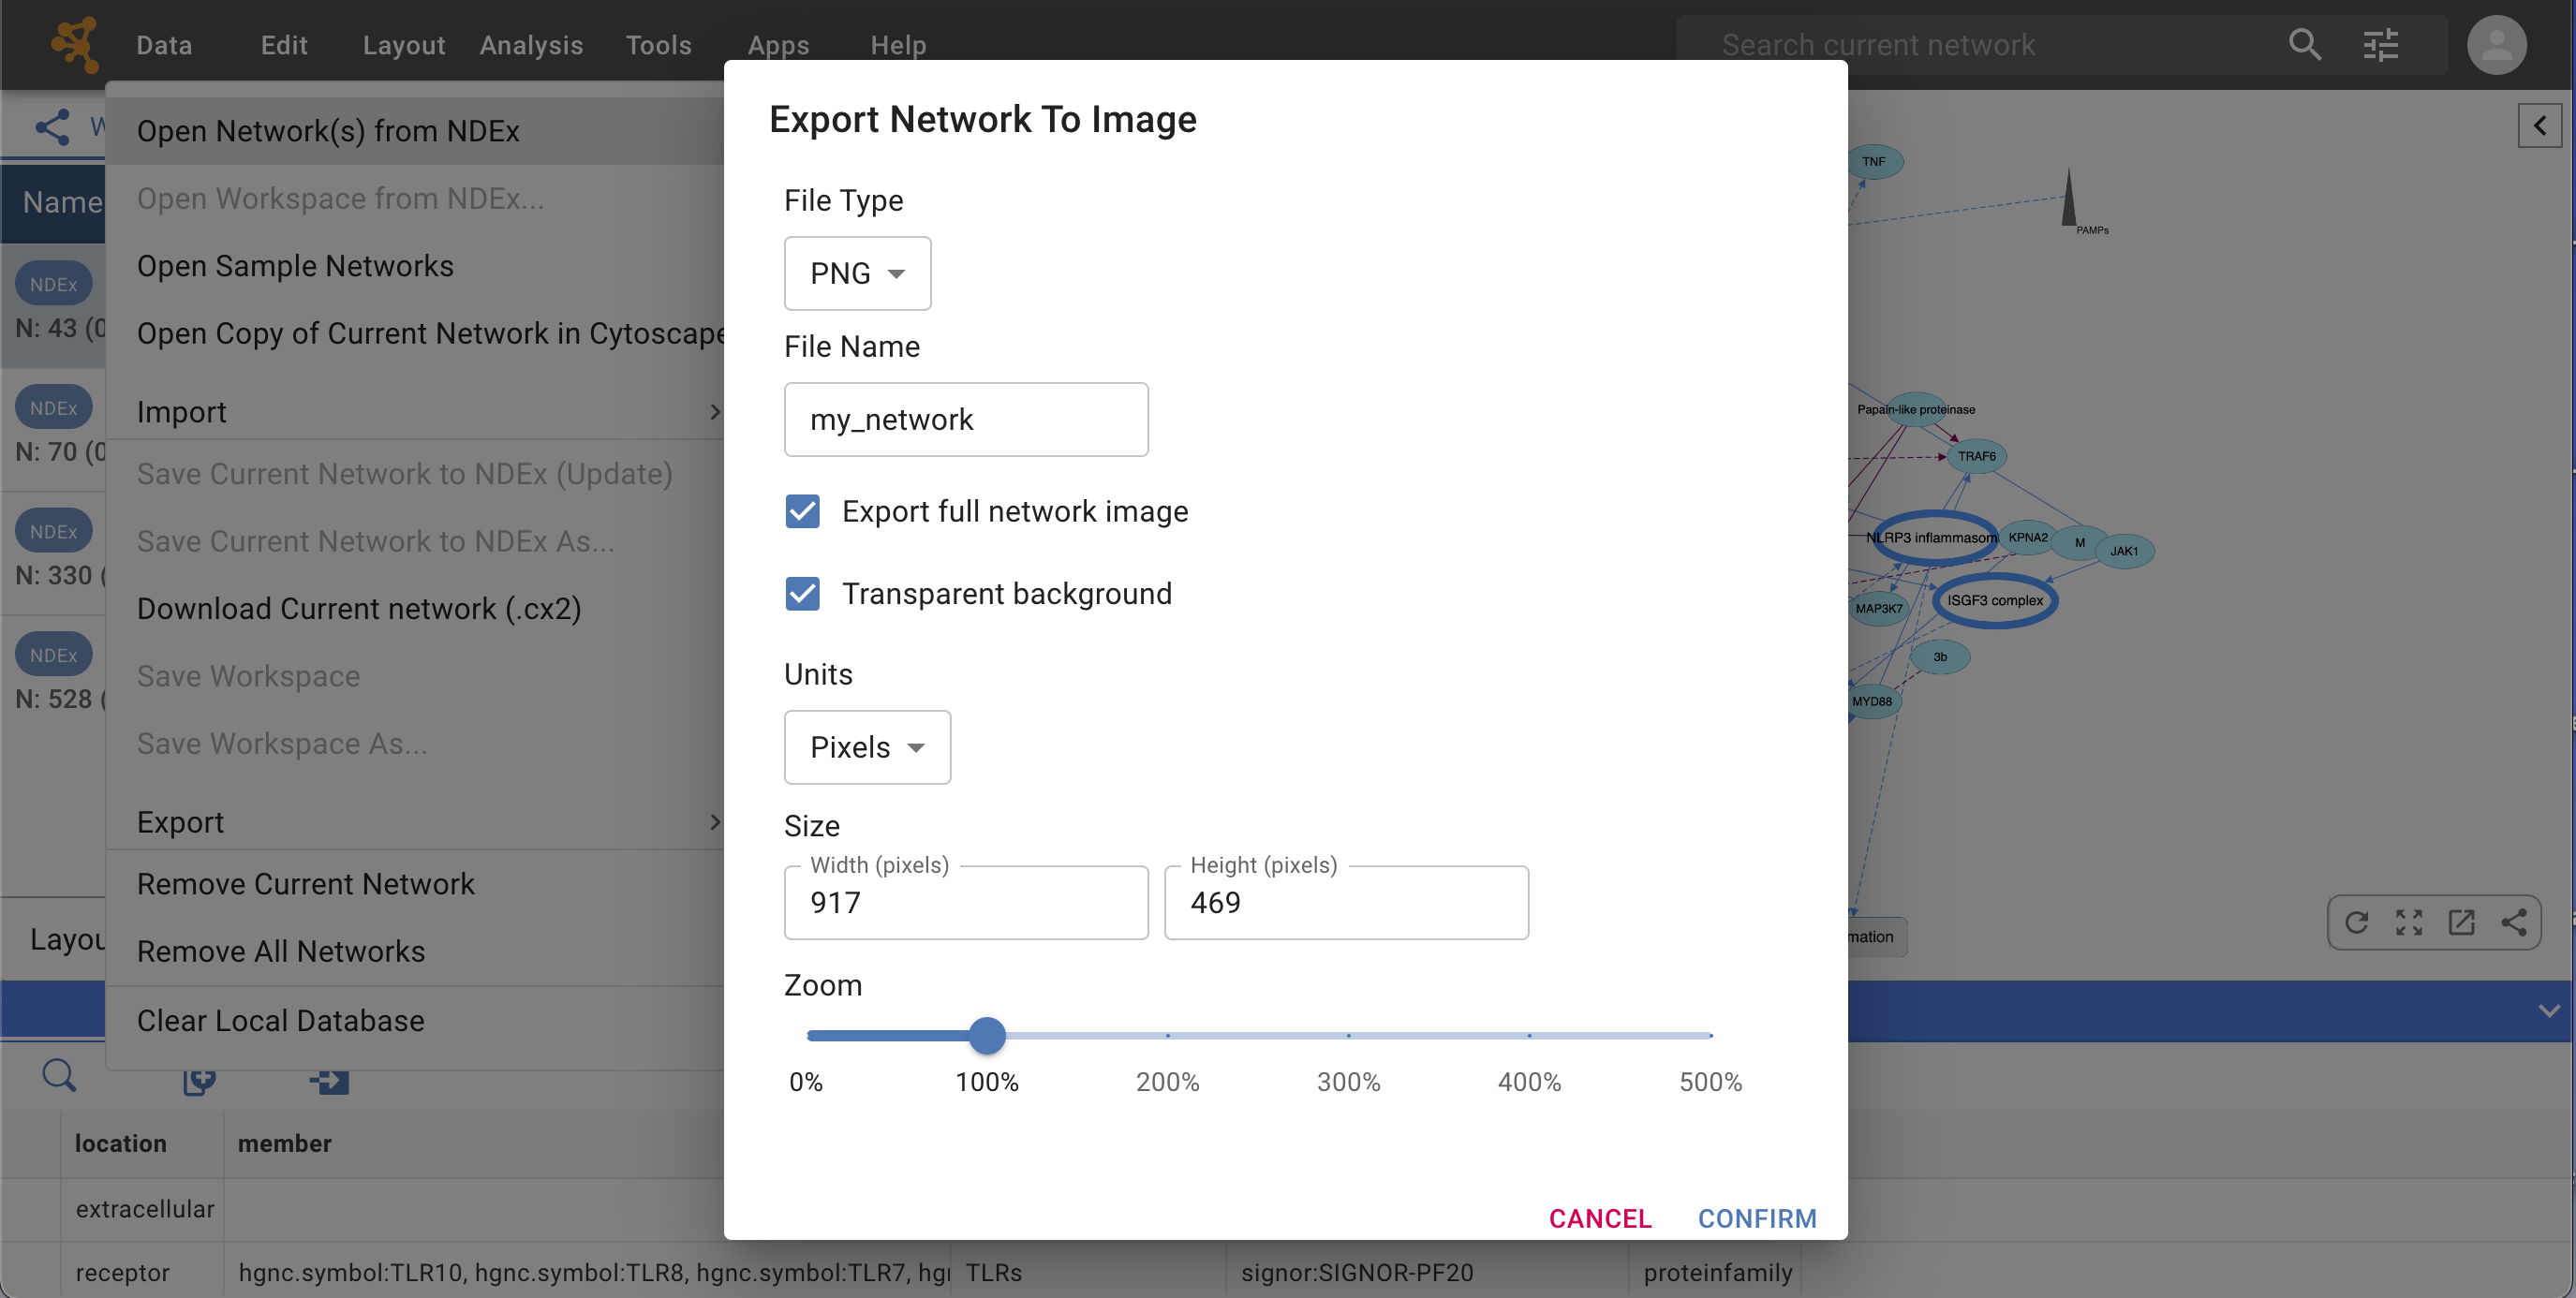 Data Edit Layout Analysis Tools Apps Help Search current network
Open Network(s) from NDEx
Open Workspace from NDEx...
Open Sample Networks
Open Copy of Current Network in Cytoscape
Import
Save Current Network to NDEx (Update)
Save Current Network to NDEx As...
Download Current network (.cx2)
Save Workspace
Save Workspace As...
Export
Remove Current Network
Remove All Networks
Clear Local Database
Name
NDEx
N: 43 (0
NDEx
N: 70 (0
NDEx
N: 330 (
NDEx
N: 528 (
Export Network To Image
File Type
PNG
File Name
my_network
Export full network image
Transparent background
Units
Pixels
Size
Width (pixels) Height (pixels)
917 469
Zoom
0% 100% 200% 300% 400% 500%
CANCEL CONFIRM
TNF
PAMPs
Papain-like proteinase
TRAF6
NLRP3 inflammasom
KPNA2
M
JAK1
MAP3K7
ISGF3 complex
3b
MYD88
mation
location member
extracellular
receptor hgnc.symbol:TLR10, hgnc.symbol:TLR8, hgnc.symbol:TLR7, TLRs signor:SIGNOR-PF20 proteinfamily